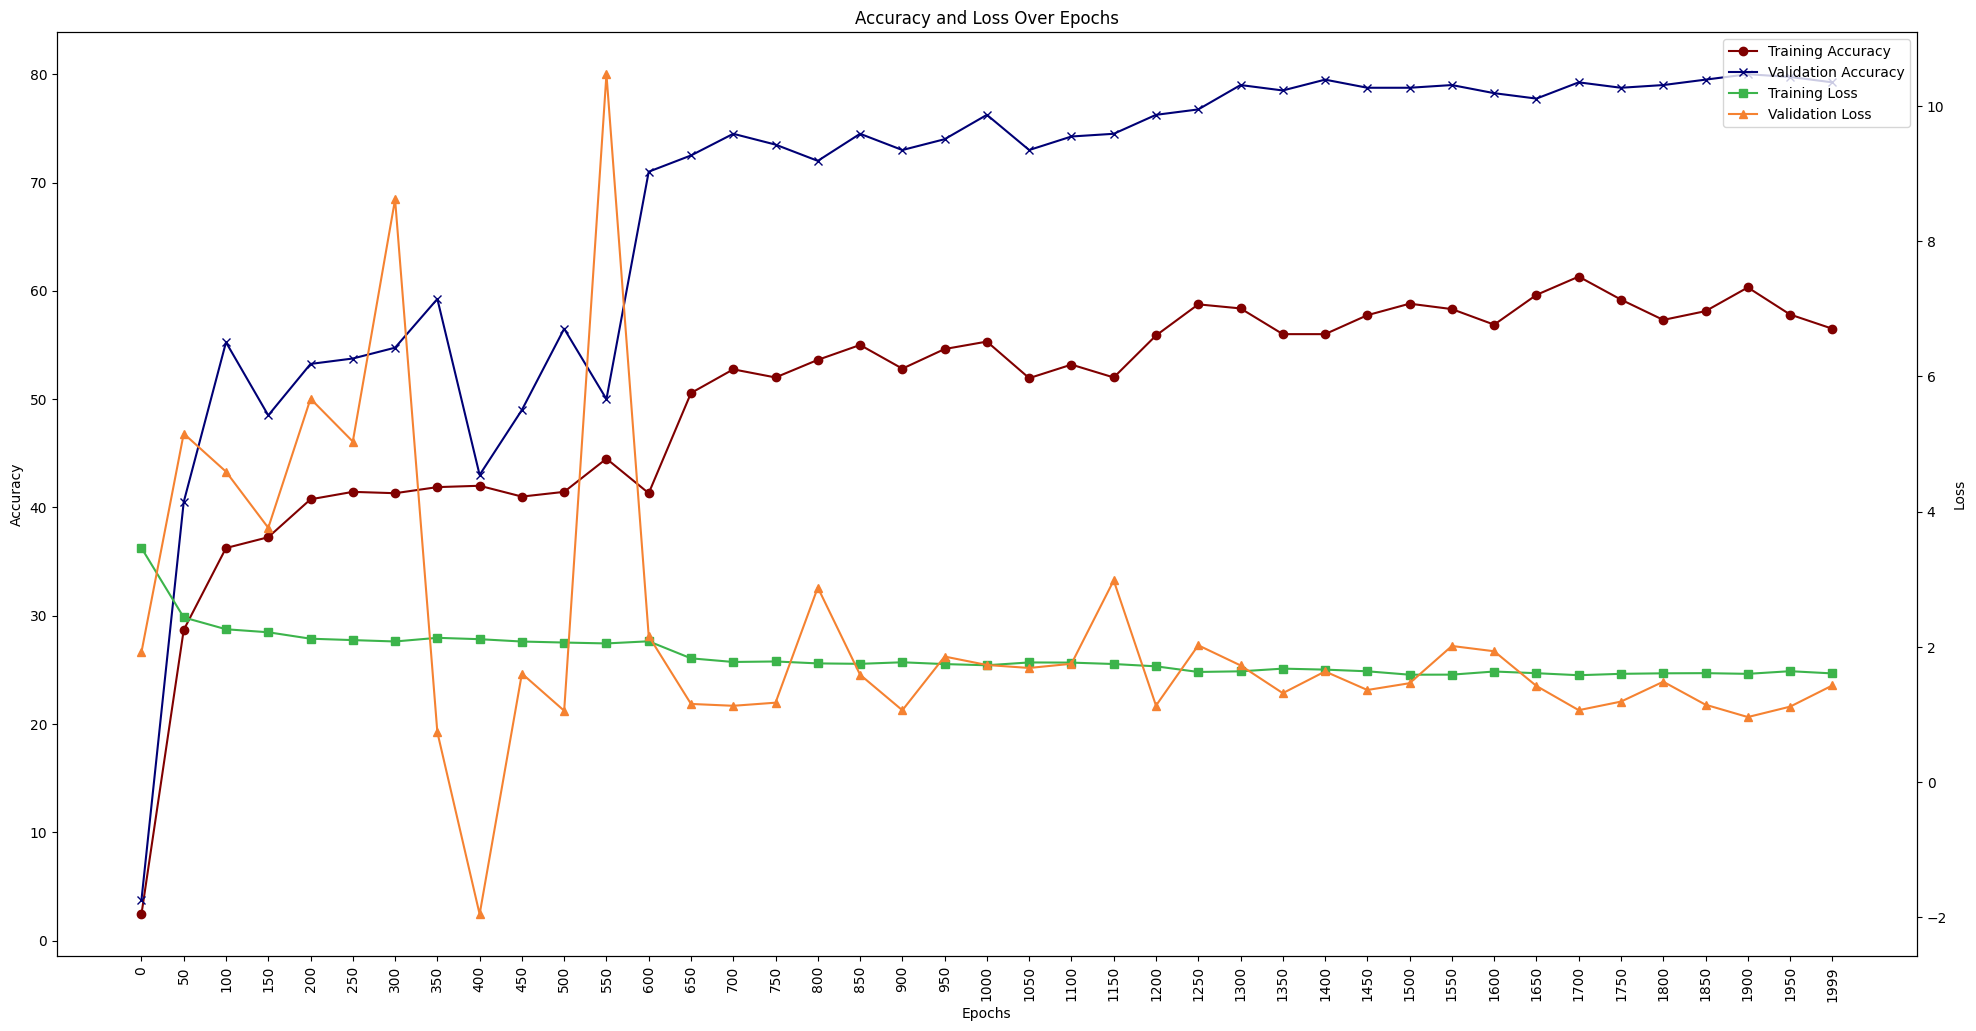 Accuracy and Loss Over Epochs
Training Accuracy
Validation Accuracy
Training Loss
Validation Loss
Accuracy
80
70
60
50
40
30
20
10
0
Loss
10
8
6
4
2
0
−2
0 50 100 150 200 250 300 350 400 450 500 550 600 650 700 750 800 850 900 950 1000 1050 1100 1150 1200 1250 1300 1350 1400 1450 1500 1550 1600 1650 1700 1750 1800 1850 1900 1950 1999
Epochs